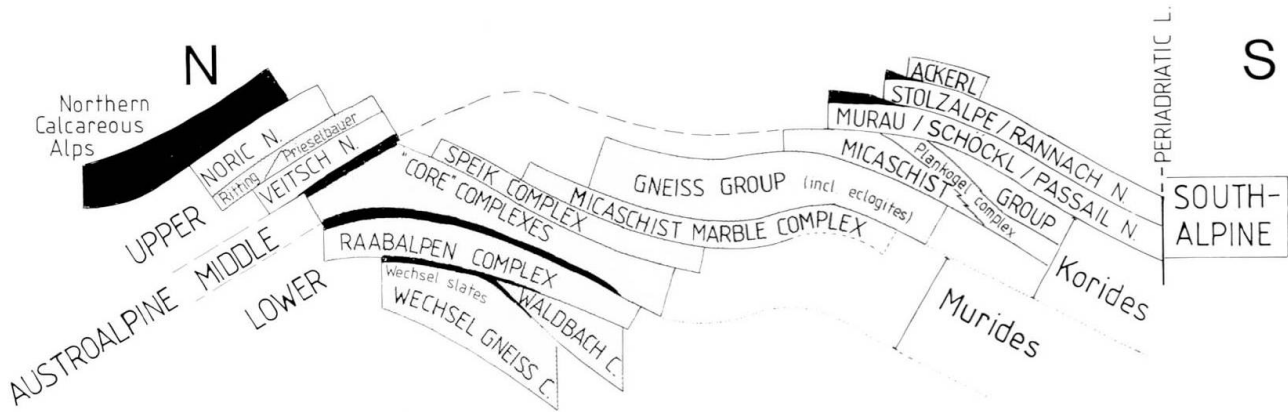 N
S
Northern
Calcareous
Alps
NORIC N.
Ritting / Prieselbauer
VEITSCH N.
UPPER
AUSTROALPINE MIDDLE
LOWER
SPEIK COMPLEX
"CORE" COMPLEXES
MICASCHIST MARBLE COMPLEX
GNEISS GROUP (incl. eclogites)
RAABALPEN COMPLEX
Wechsel slates
WECHSEL GNEISS C.
WALDBACH C.
ACKERL
STOLZALPE / RANNACH N.
MURAU / SCHÖCKL / PASSAIL N.
MICASCHIST GROUP
Plankogel complex
Korides
Murides
PERIADRIATIC L.
SOUTH-
ALPINE